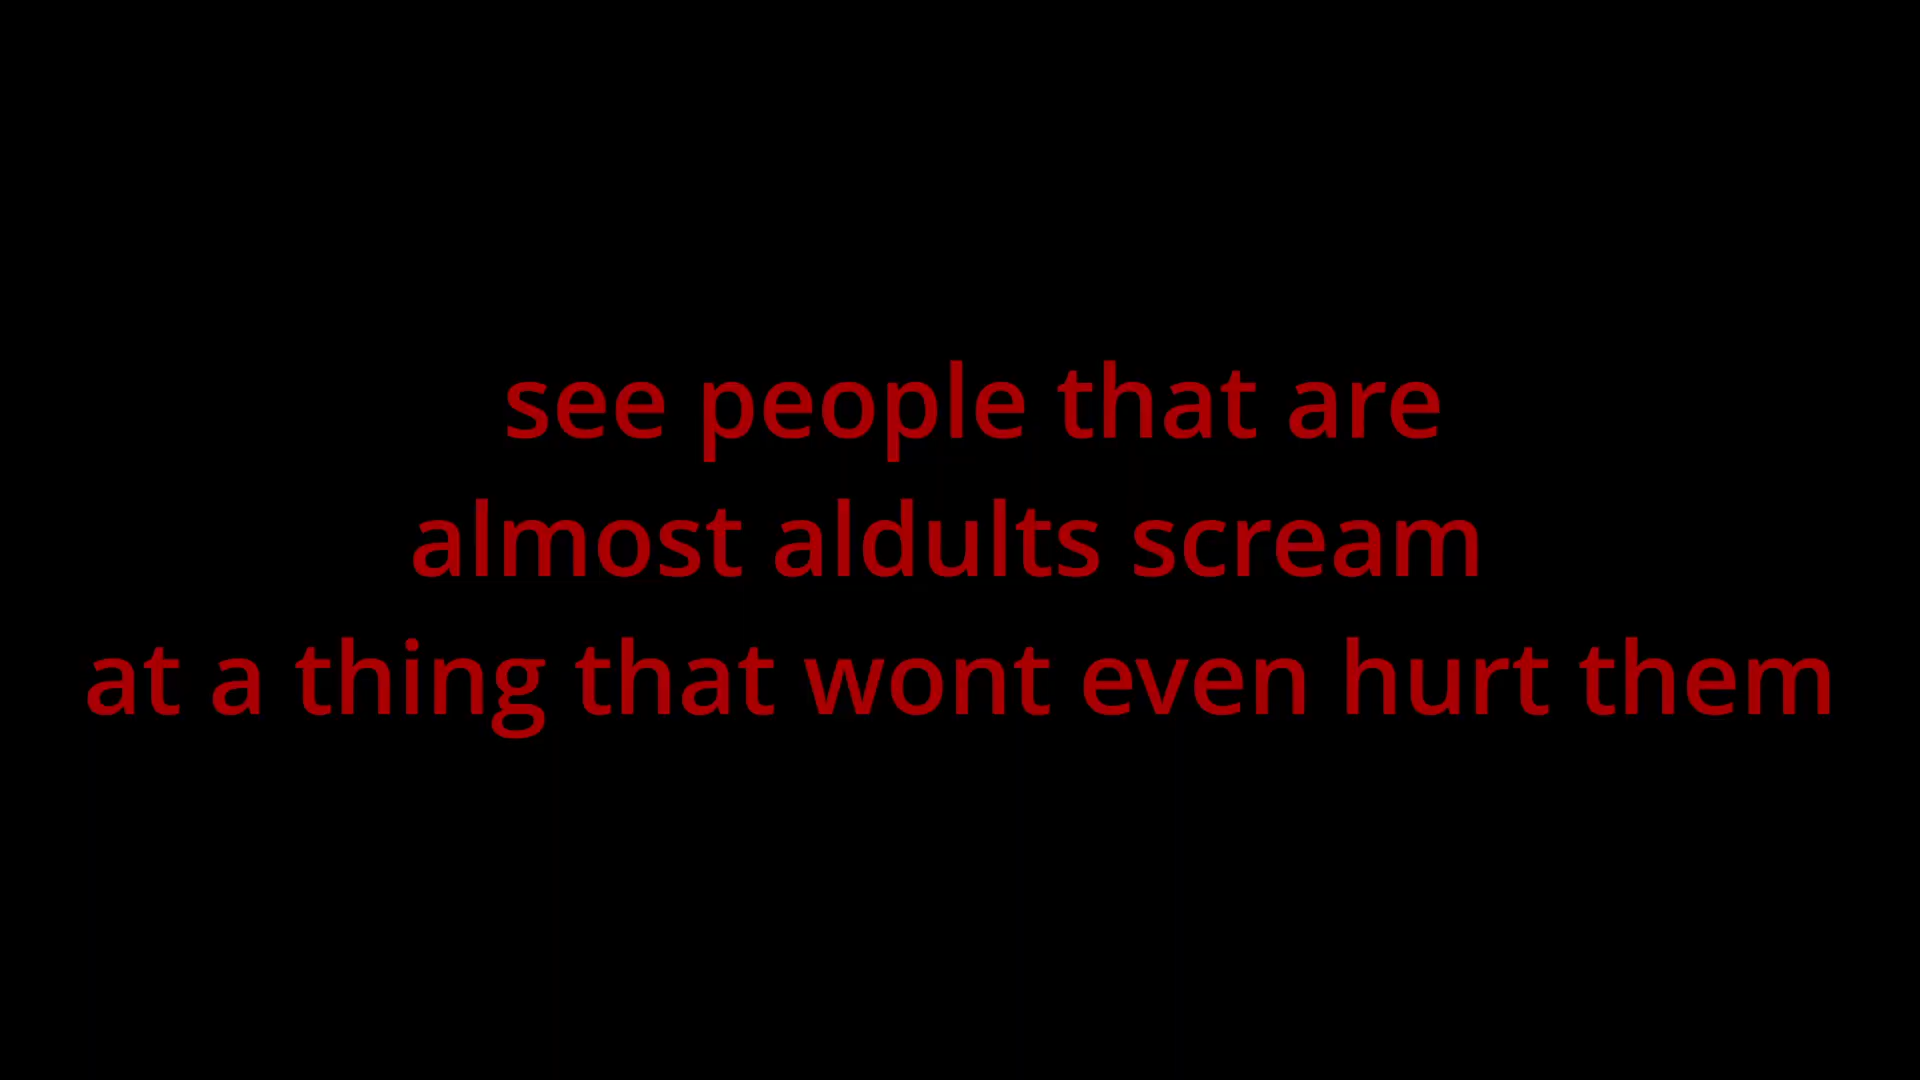 see people that are
almost aldults scream
at a thing that wont even hurt them